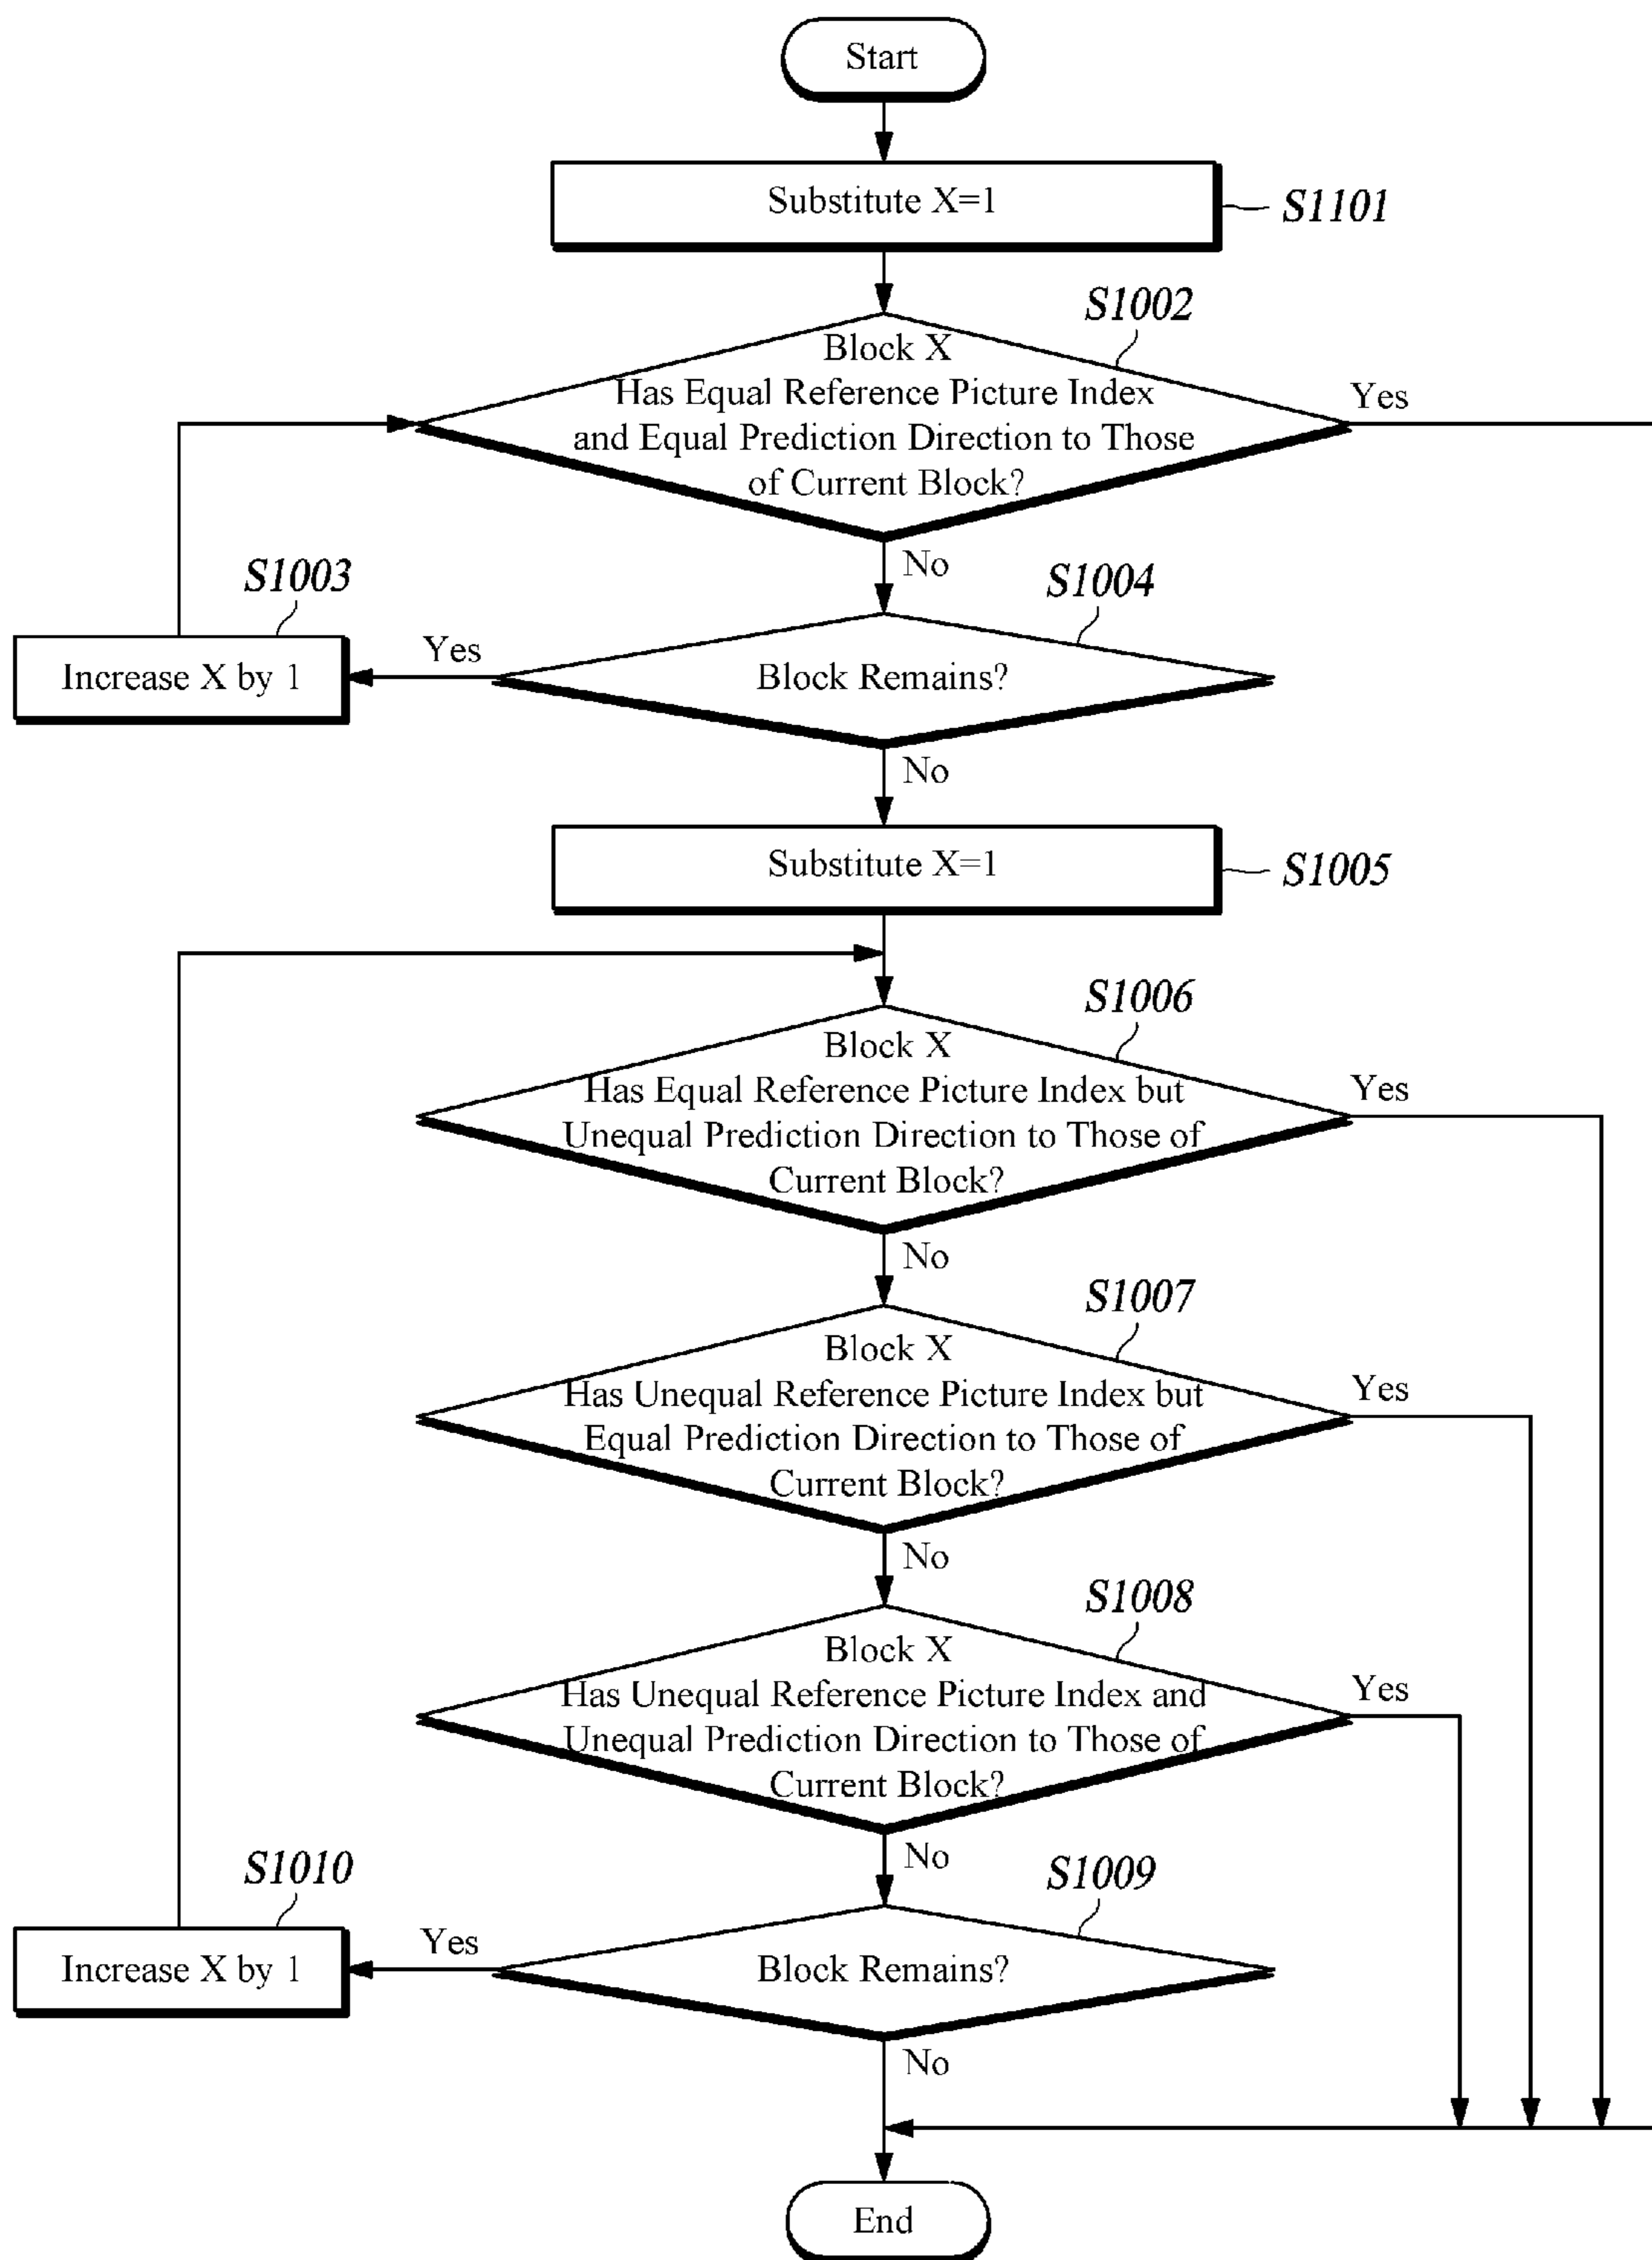 Start
Substitute X=1
S1101
S1002
Block X
Has Equal Reference Picture Index
and Equal Prediction Direction to Those
of Current Block?
Yes
No
S1003
Increase X by 1
Yes
S1004
Block Remains?
No
Substitute X=1
S1005
S1006
Block X
Has Equal Reference Picture Index but
Unequal Prediction Direction to Those of
Current Block?
Yes
No
S1007
Block X
Has Unequal Reference Picture Index but
Equal Prediction Direction to Those of
Current Block?
Yes
No
S1008
Block X
Has Unequal Reference Picture Index and
Unequal Prediction Direction to Those of
Current Block?
Yes
No
S1010
Increase X by 1
Yes
S1009
Block Remains?
No
End